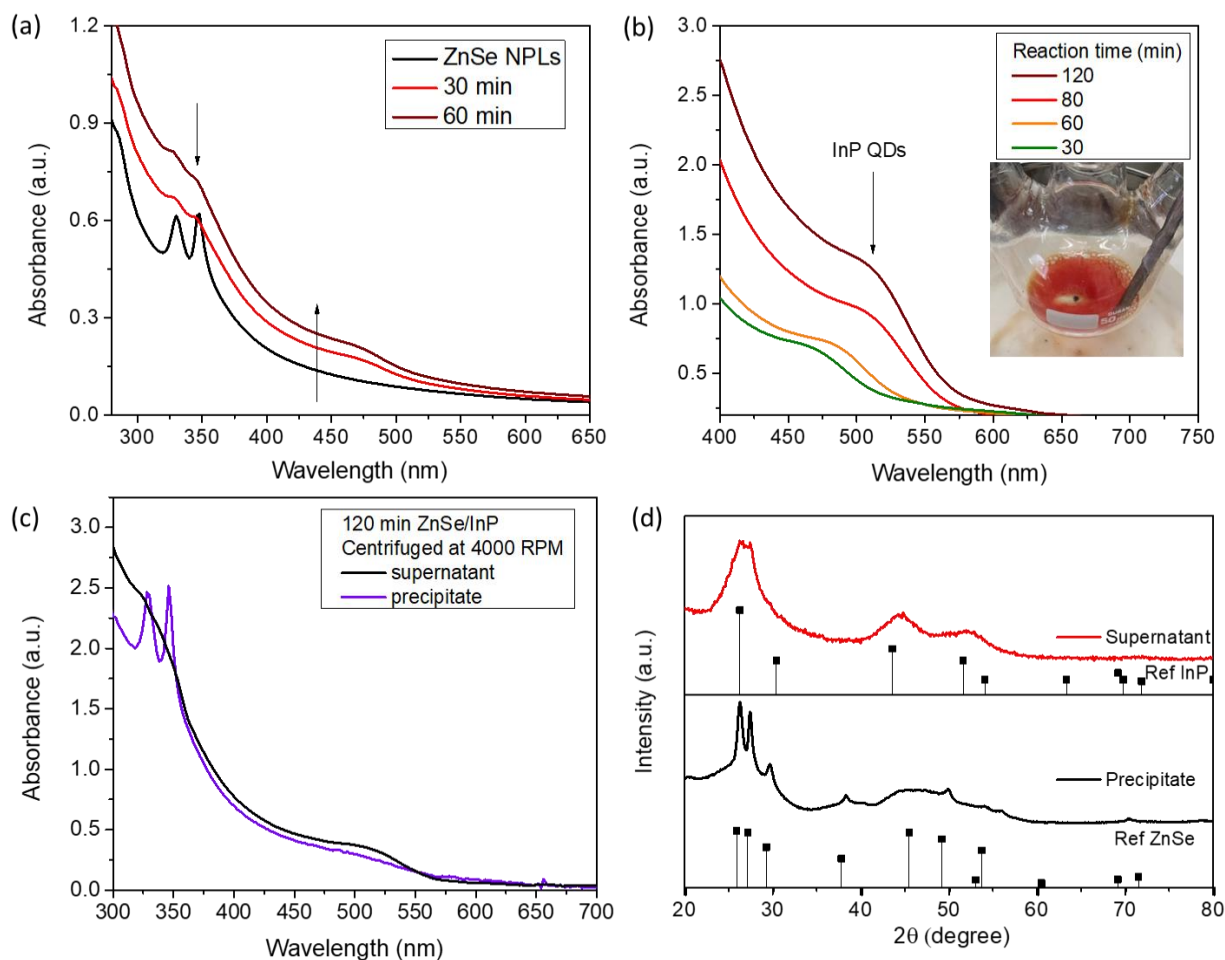 (a)
ZnSe NPLs
30 min
60 min
1.2
0.9
0.6
0.3
0.0
Absorbance (a.u.)
300 350 400 450 500 550 600 650
Wavelength (nm)
(b)
Reaction time (min)
120
80
60
30
InP QDs
3.0
2.5
2.0
1.5
1.0
0.5
Absorbance (a.u.)
400 450 500 550 600 650 700 750
Wavelength (nm)
(c)
120 min ZnSe/InP
Centrifuged at 4000 RPM
supernatant
precipitate
3.0
2.5
2.0
1.5
1.0
0.5
0.0
Absorbance (a.u.)
300 350 400 450 500 550 600 650 700
Wavelength (nm)
(d)
Supernatant
Ref InP
Precipitate
Ref ZnSe
Intensity (a.u.)
20 30 40 50 60 70 80
2θ (degree)